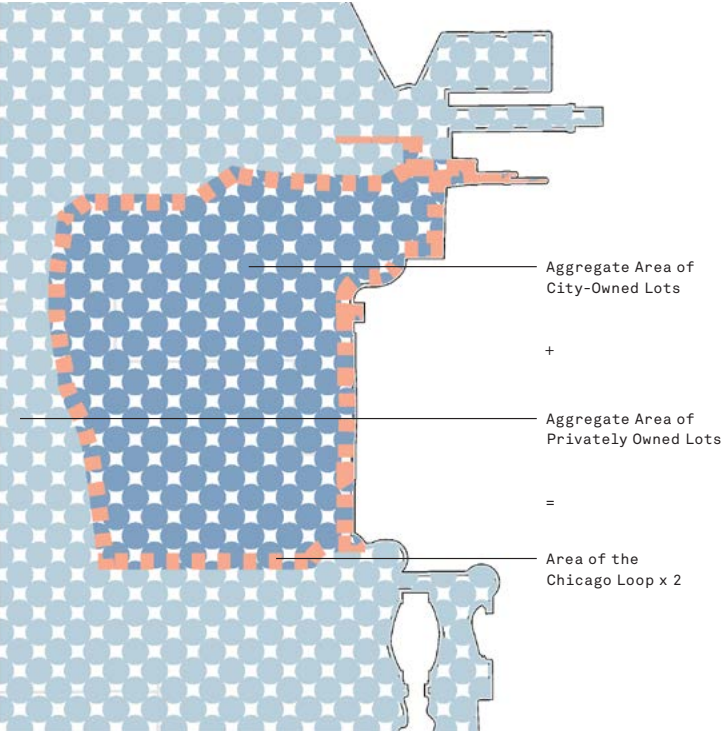 Aggregate Area of
City-Owned Lots
+
Aggregate Area of
Privately Owned Lots
=
Area of the
Chicago Loop x 2